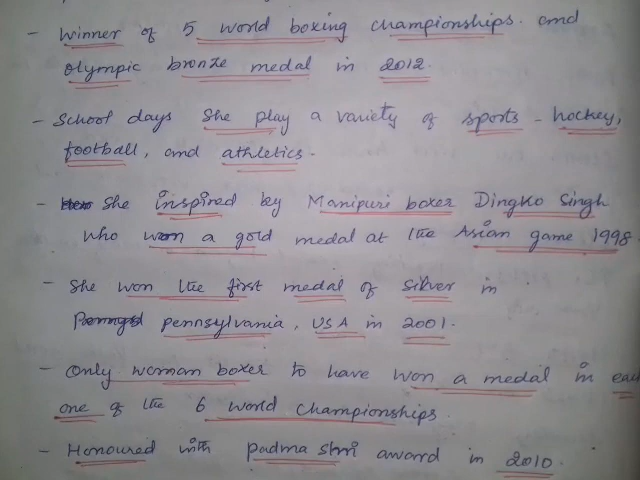 - Winner of 5 world boxing championships. and
olympic bronze medal in 2012.
- School days she play a variety of sports - hockey,
football, and athletics.
- She inspired by Manipuri boxer Dingko Singh
who won a gold medal at the Asian game 1998
- She won the first medal of silver in
pennsylvania, USA in 2001.
- only woman boxer to have won a medal in eac
one of the 6 world championships.
- Honoured with padma shri award in 2010.